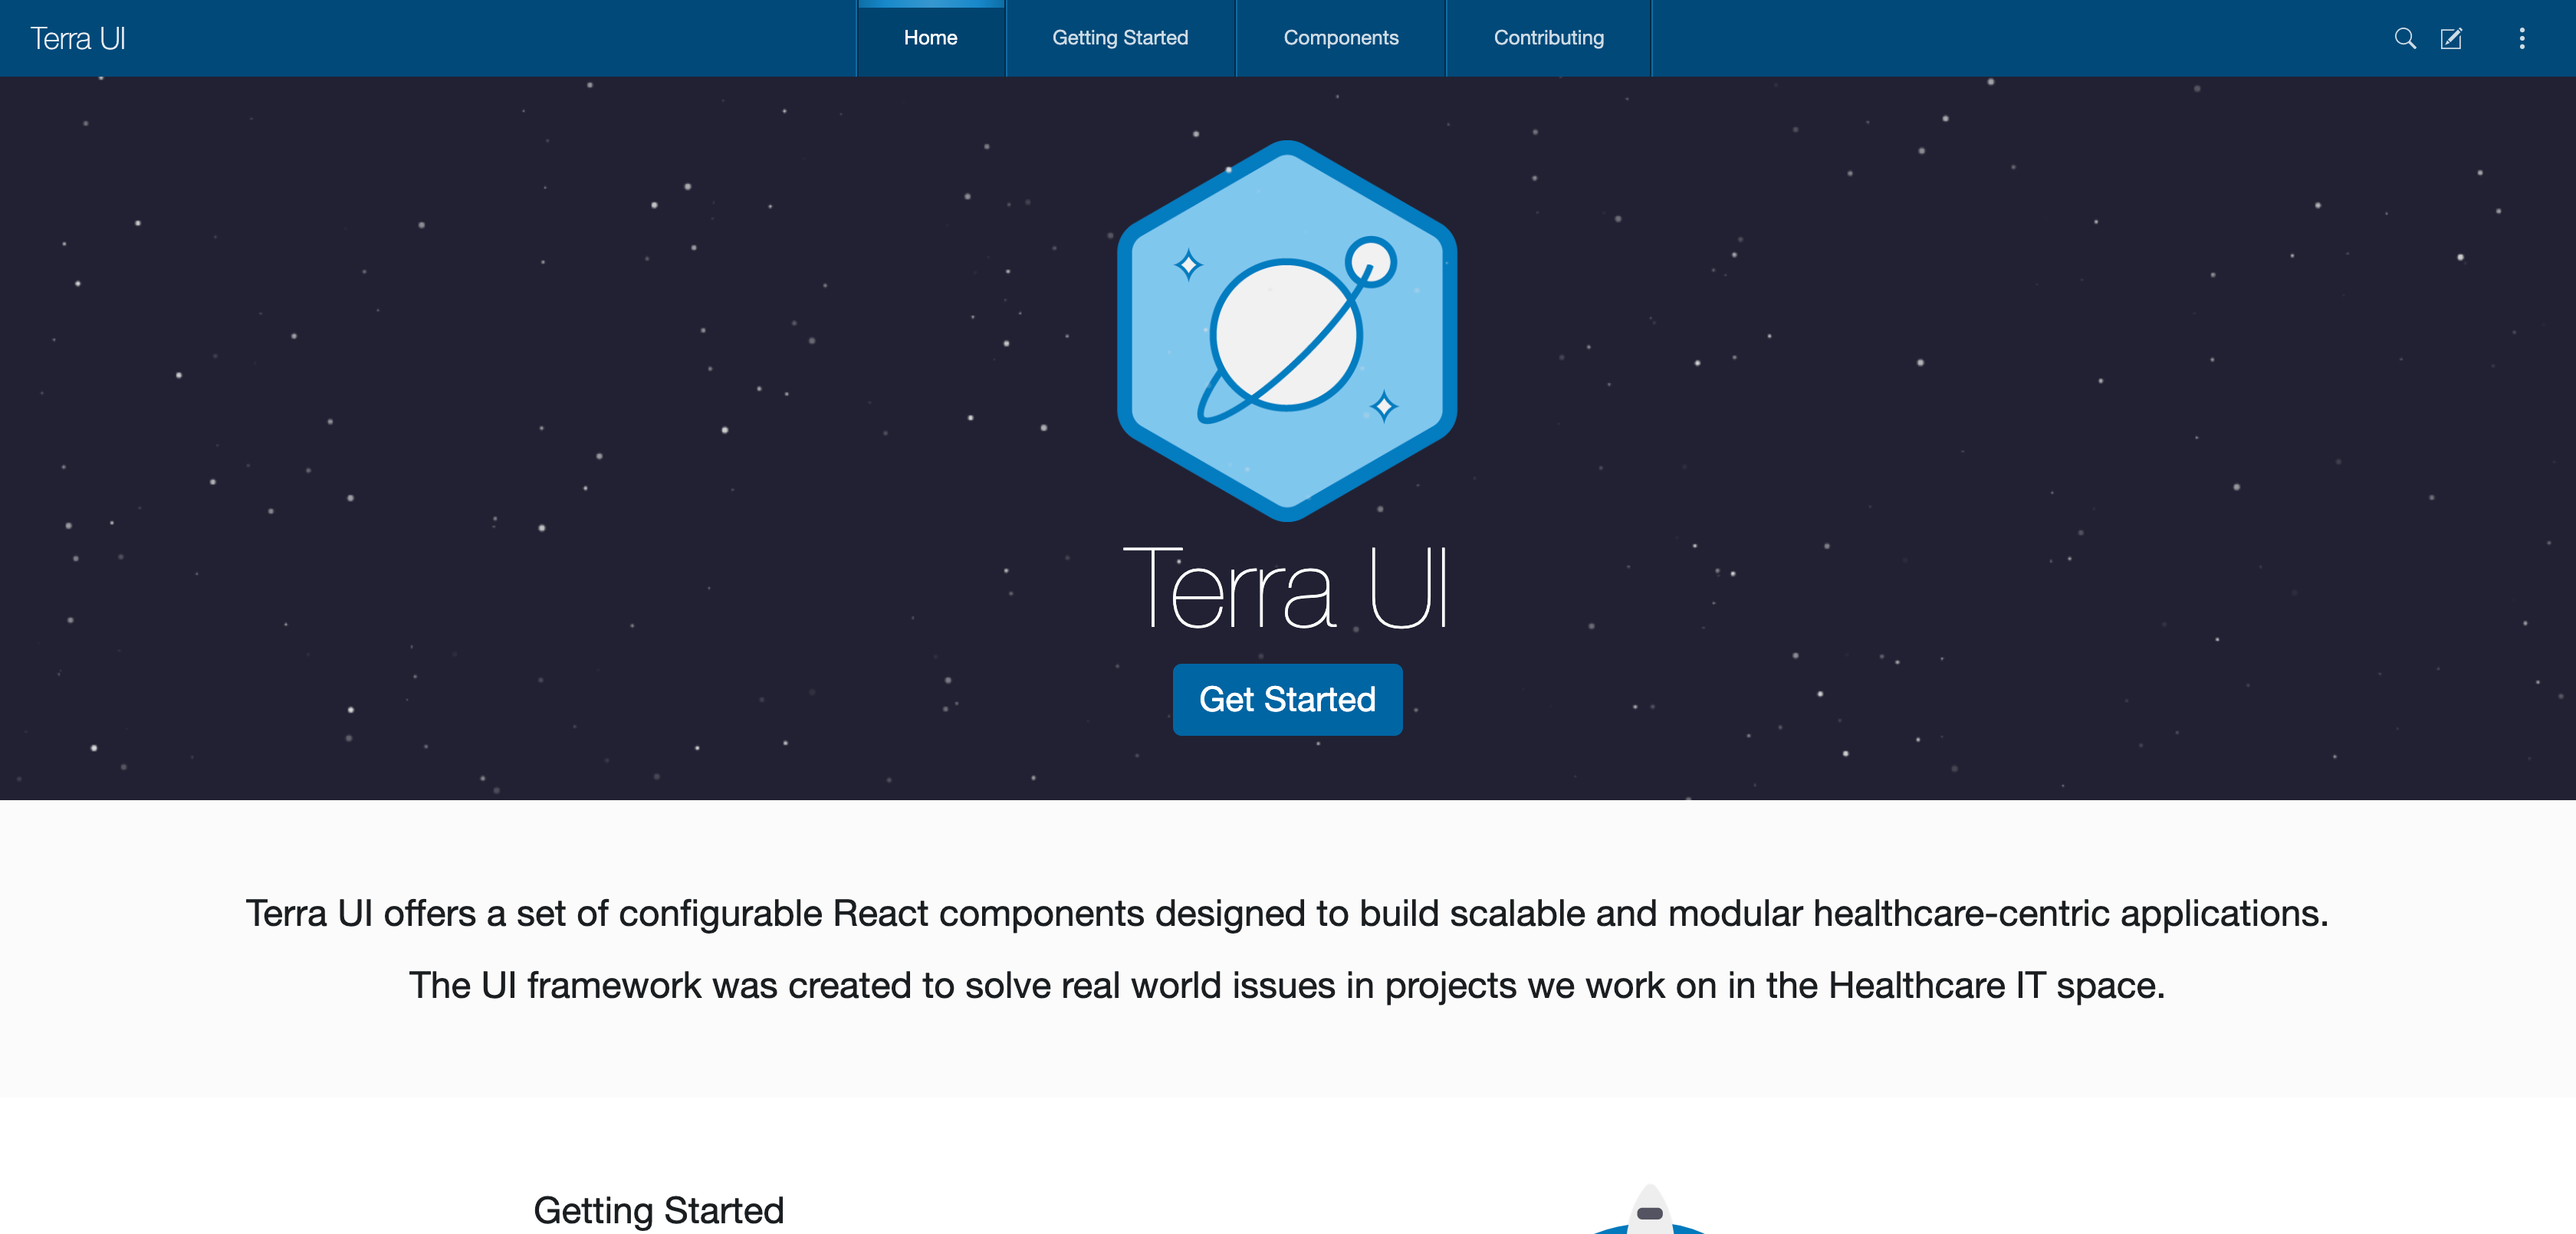 Terra UI
Home
Getting Started
Components
Contributing
Terra UI
Get Started
Terra UI offers a set of configurable React components designed to build scalable and modular healthcare-centric applications.
The UI framework was created to solve real world issues in projects we work on in the Healthcare IT space.
Getting Started